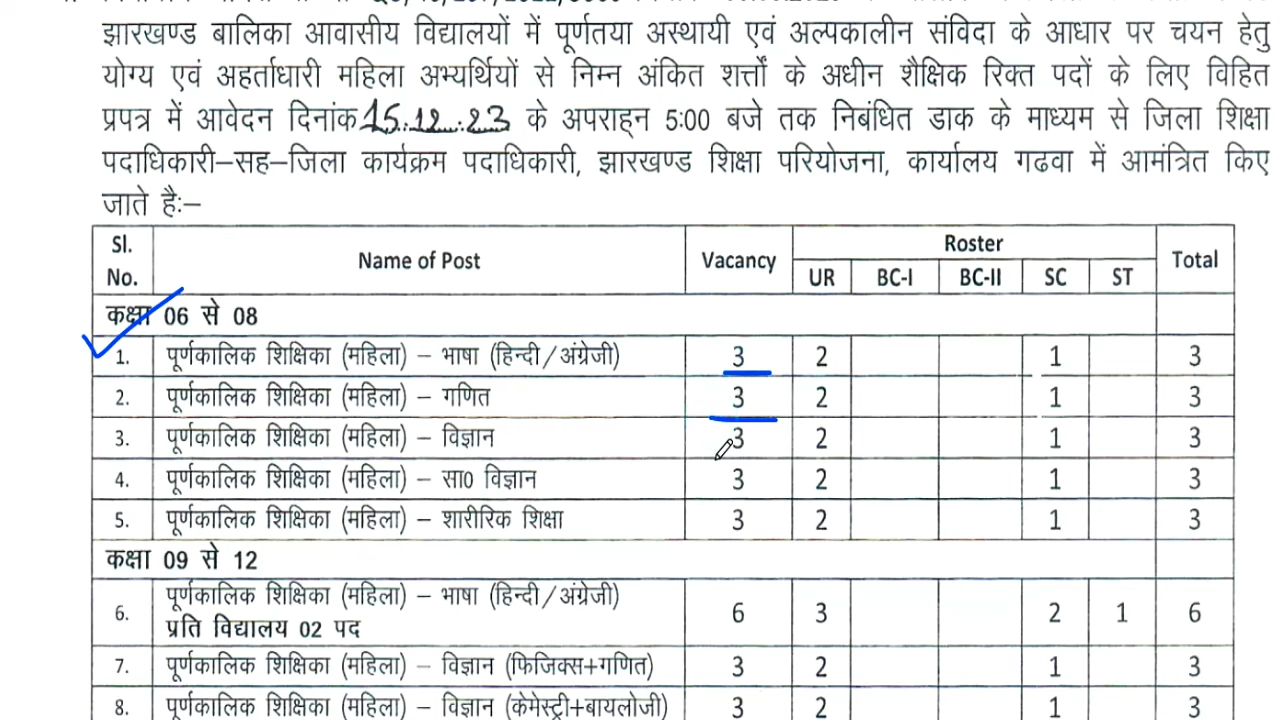 झारखण्ड बालिका आवासीय विद्यालयों में पूर्णतया अस्थायी एवं अल्पकालीन संविदा के आधार पर चयन हेतु
योग्य एवं अहर्ताधारी महिला अभ्यर्थियों से निम्न अंकित शर्त्तों के अधीन शैक्षिक रिक्त पदों के लिए विहित
प्रपत्र में आवेदन दिनांक 15.12.23 के अपराह्न 5:00 बजे तक निबंधित डाक के माध्यम से जिला शिक्षा
पदाधिकारी–सह–जिला कार्यक्रम पदाधिकारी, झारखण्ड शिक्षा परियोजना, कार्यालय गढवा में आमंत्रित किए
जाते है:–
Sl. No. Name of Post Vacancy Roster Total
UR BC-I BC-II SC ST
कक्षा 06 से 08
1. पूर्णकालिक शिक्षिका (महिला) – भाषा (हिन्दी/अंग्रेजी) 3 2 1 3
2. पूर्णकालिक शिक्षिका (महिला) – गणित 3 2 1 3
3. पूर्णकालिक शिक्षिका (महिला) – विज्ञान 3 2 1 3
4. पूर्णकालिक शिक्षिका (महिला) – सा0 विज्ञान 3 2 1 3
5. पूर्णकालिक शिक्षिका (महिला) – शारीरिक शिक्षा 3 2 1 3
कक्षा 09 से 12
6. पूर्णकालिक शिक्षिका (महिला) – भाषा (हिन्दी/अंग्रेजी) 6 3 2 1 6
प्रति विद्यालय 02 पद
7. पूर्णकालिक शिक्षिका (महिला) – विज्ञान (फिजिक्स+गणित) 3 2 1 3
8. पूर्णकालिक शिक्षिका (महिला) – विज्ञान (केमेस्ट्री+बायलोजी) 3 2 1 3